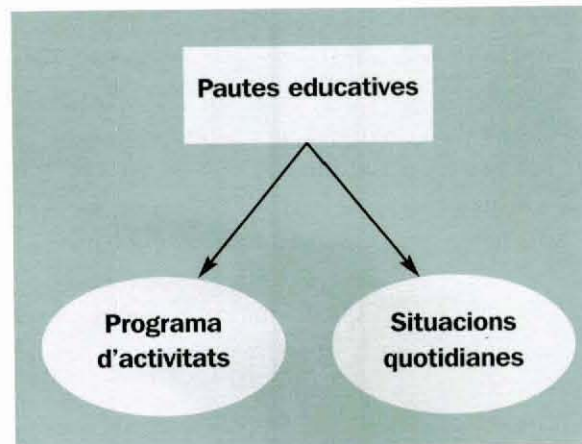 Pautes educatives
Programa
d'activitats
Situacions
quotidianes